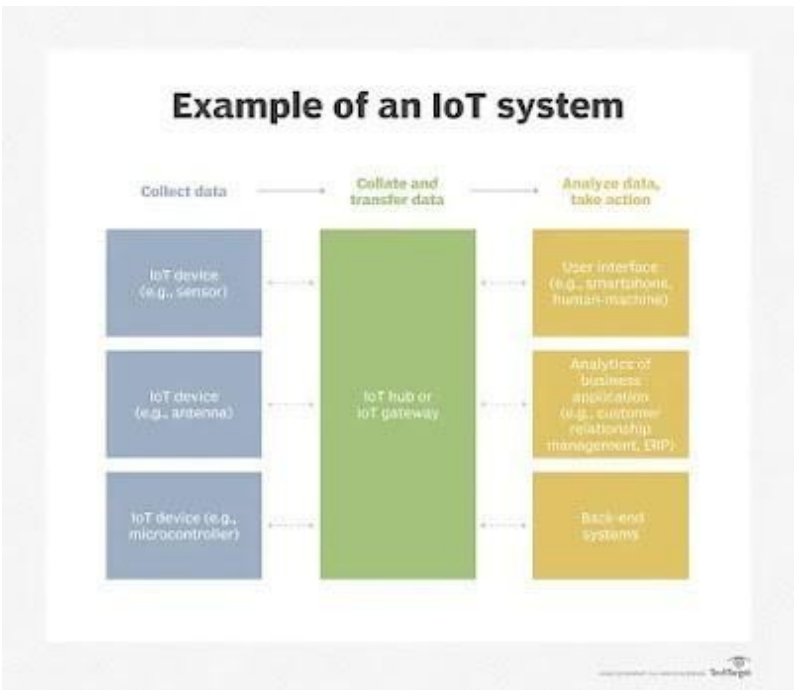 Example of an IoT system
Collect data
Collate and
transfer data
Analyze data,
take action
IoT device
(e.g., sensor)
IoT device
(e.g., antenna)
IoT device (e.g.,
microcontroller)
IoT hub or
IoT gateway
User interface
(e.g., smartphone,
human-machine)
Analytics of
business
application
(e.g., customer
relationship
management, ERP)
Back-end
systems
TechTarget